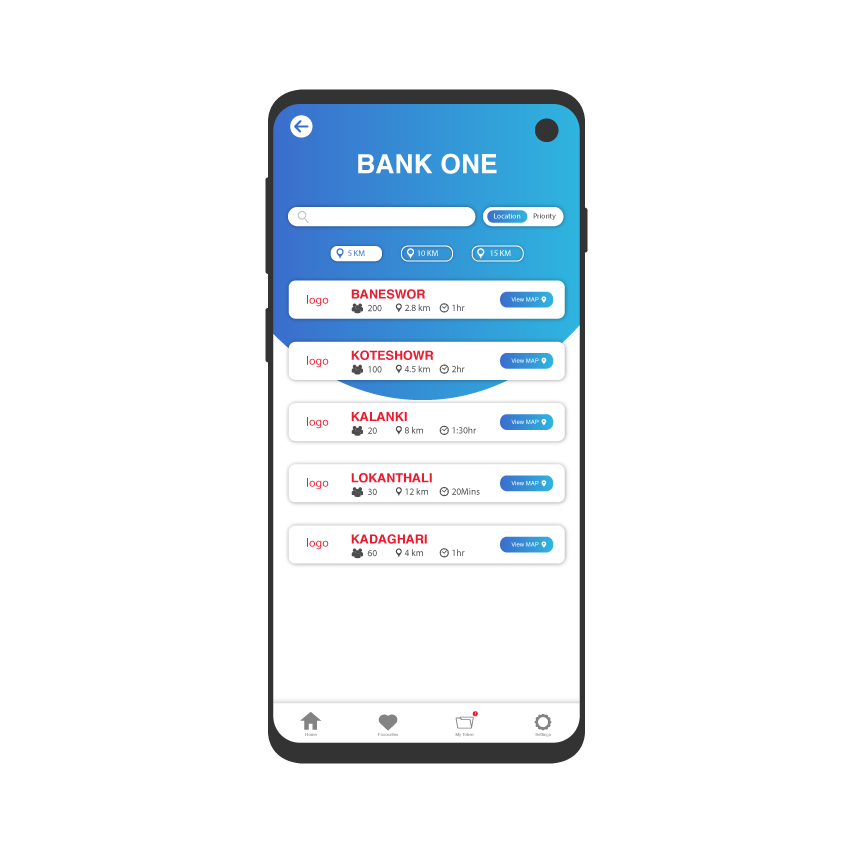 BANK ONE
Location Priority
5 KM 10 KM 15 KM
logo BANESWOR View MAP
200 2.8 km 1hr
logo KOTESHOWR View MAP
100 4.5 km 2hr
logo KALANKI View MAP
20 8 km 1:30hr
logo LOKANTHALI View MAP
30 12 km 20Mins
logo KADAGHARI View MAP
60 4 km 1hr
Home Favourites My Token Settings